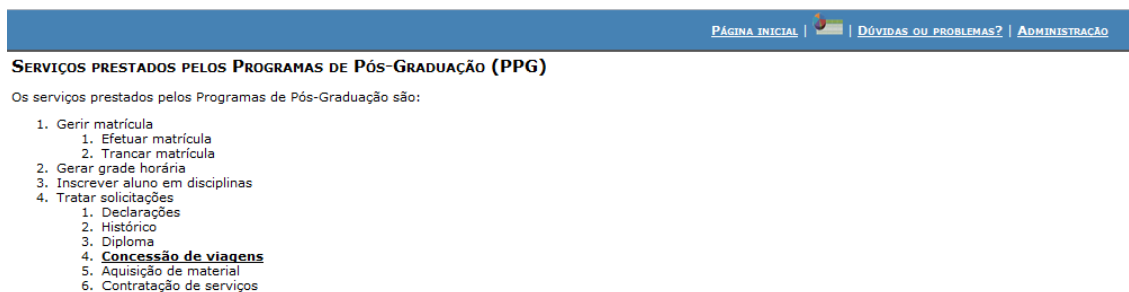 Página inicial | | Dúvidas ou problemas? | Administração
Serviços prestados pelos Programas de Pós-Graduação (PPG)
Os serviços prestados pelos Programas de Pós-Graduação são:
1. Gerir matrícula
1. Efetuar matrícula
2. Trancar matrícula
2. Gerar grade horária
3. Inscrever aluno em disciplinas
4. Tratar solicitações
1. Declarações
2. Histórico
3. Diploma
4. Concessão de viagens
5. Aquisição de material
6. Contratação de serviços